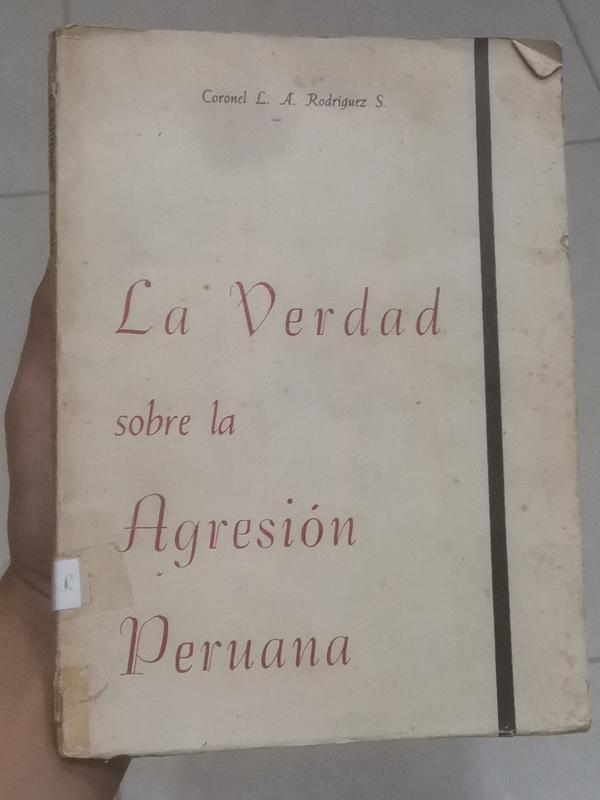 Coronel L. A. Rodríguez S.
La Verdad
sobre la
Agresión
Peruana
R